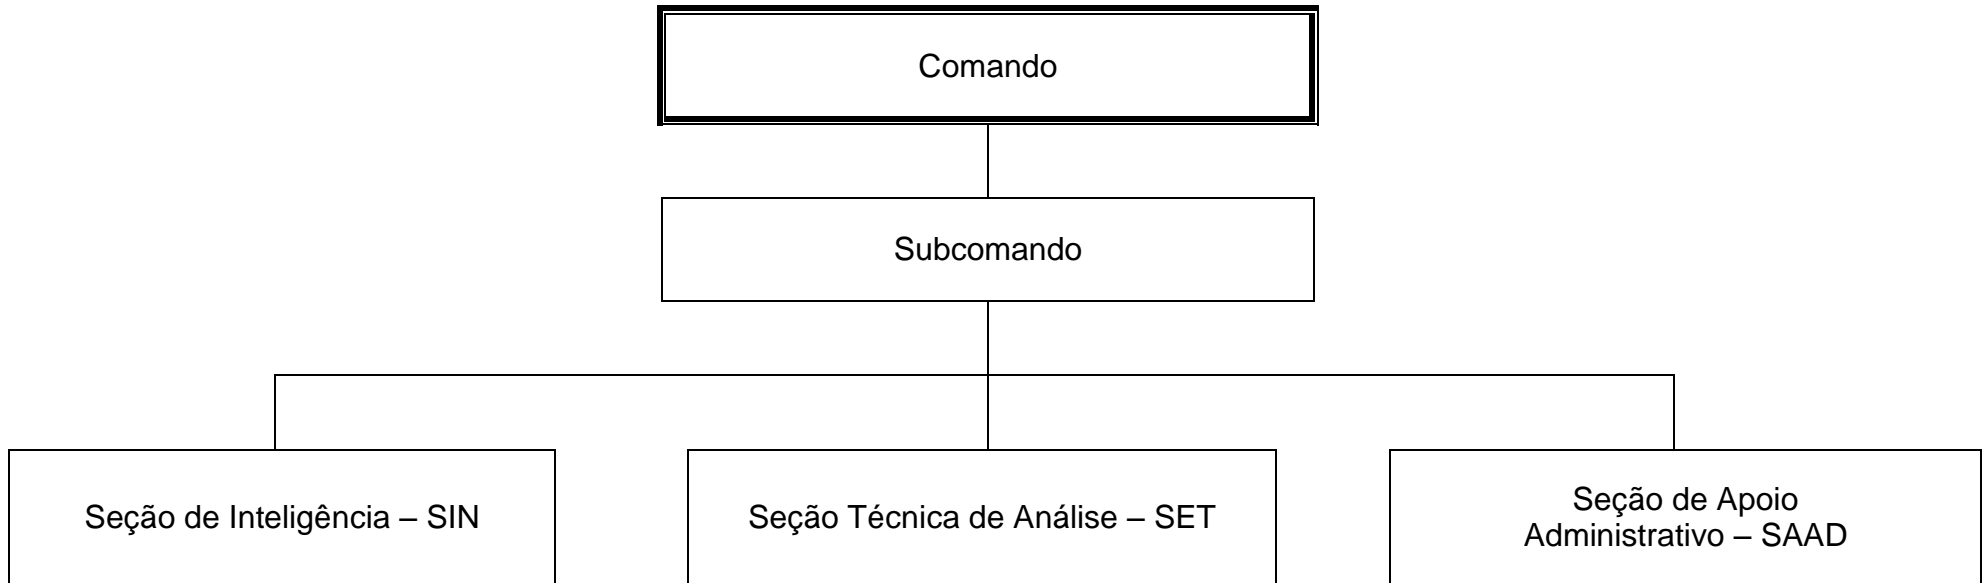 Comando
Subcomando
Seção de Inteligência – SIN
Seção Técnica de Análise – SET
Seção de Apoio
Administrativo – SAAD